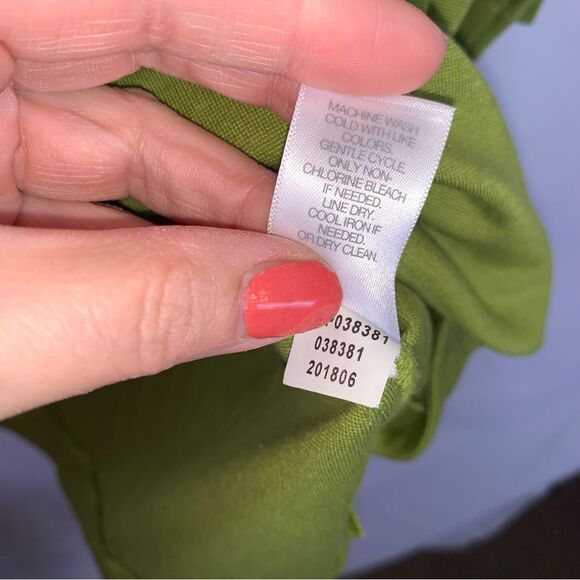 MACHINE WASH
COLD WITH LIKE
COLORS.
GENTLE CYCLE.
ONLY NON-
CHLORINE BLEACH
IF NEEDED.
LINE DRY.
COOL IRON IF
NEEDED.
OR DRY CLEAN.
038381
038381
201806